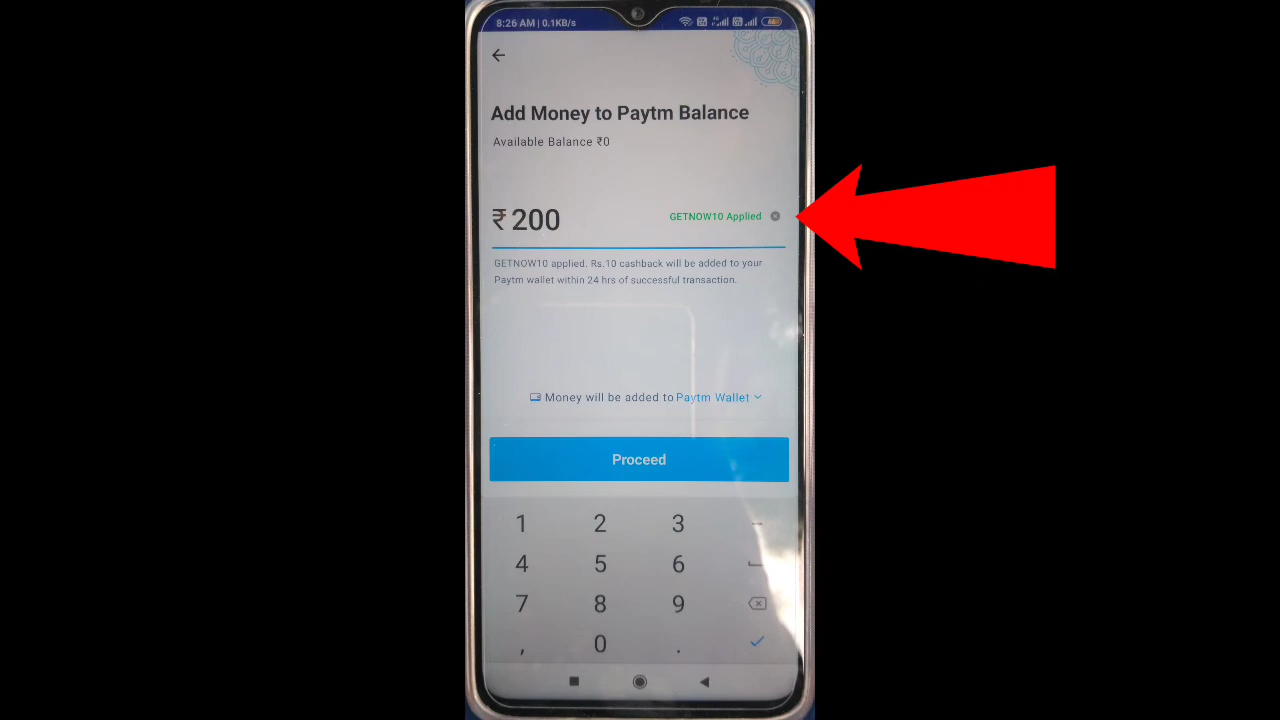 8:26 AM | 0.1KB/s
Add Money to Paytm Balance
Available Balance ₹0
₹ 200
GETNOW10 Applied
GETNOW10 applied. Rs.10 cashback will be added to your
Paytm wallet within 24 hrs of successful transaction.
Money will be added to Paytm Wallet
Proceed
1 2 3 –
4 5 6
7 8 9
, 0 .